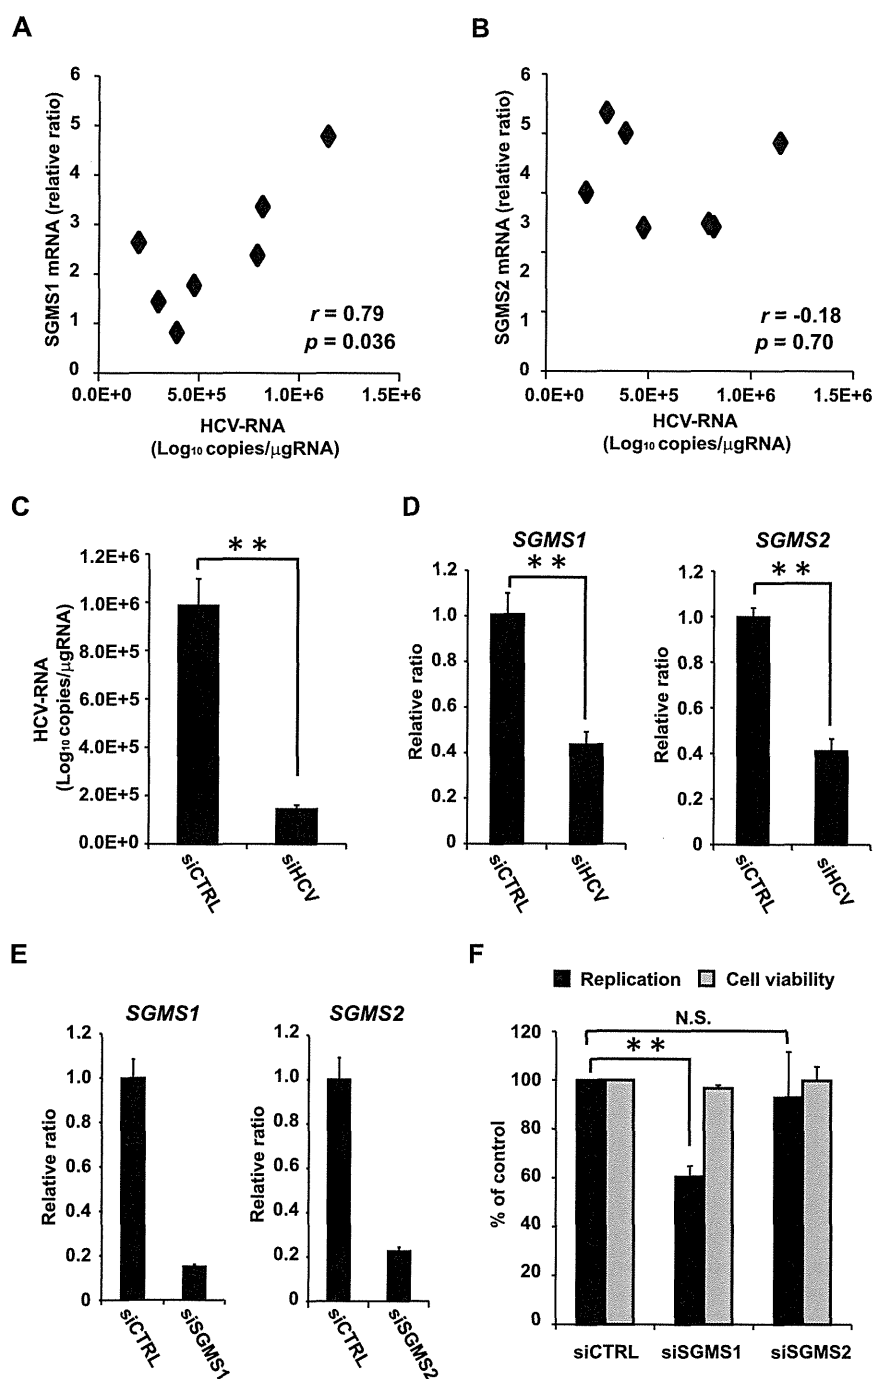 A
SGMS1 mRNA (relative ratio)
6
5
4
3
2
1
0
r = 0.79
p = 0.036
0.0E+0 5.0E+5 1.0E+6 1.5E+6
HCV-RNA
(Log10 copies/μgRNA)
B
SGMS2 mRNA (relative ratio)
6
5
4
3
2
1
0
r = -0.18
p = 0.70
0.0E+0 5.0E+5 1.0E+6 1.5E+6
HCV-RNA
(Log10 copies/μgRNA)
C
HCV-RNA
(Log10 copies/μgRNA)
1.2E+6
1.0E+6
8.0E+5
6.0E+5
4.0E+5
2.0E+5
0.0E+0
**
siCTRL siHCV
D
SGMS1
Relative ratio
1.2
1.0
0.8
0.6
0.4
0.2
0
**
siCTRL siHCV
SGMS2
Relative ratio
1.2
1.0
0.8
0.6
0.4
0.2
0
**
siCTRL siHCV
E
SGMS1
Relative ratio
1.2
1.0
0.8
0.6
0.4
0.2
0
siCTRL siSGMS1
SGMS2
Relative ratio
1.2
1.0
0.8
0.6
0.4
0.2
0
siCTRL siSGMS2
F
Replication Cell viability
% of control
120
100
80
60
40
20
0
N.S.
**
siCTRL siSGMS1 siSGMS2